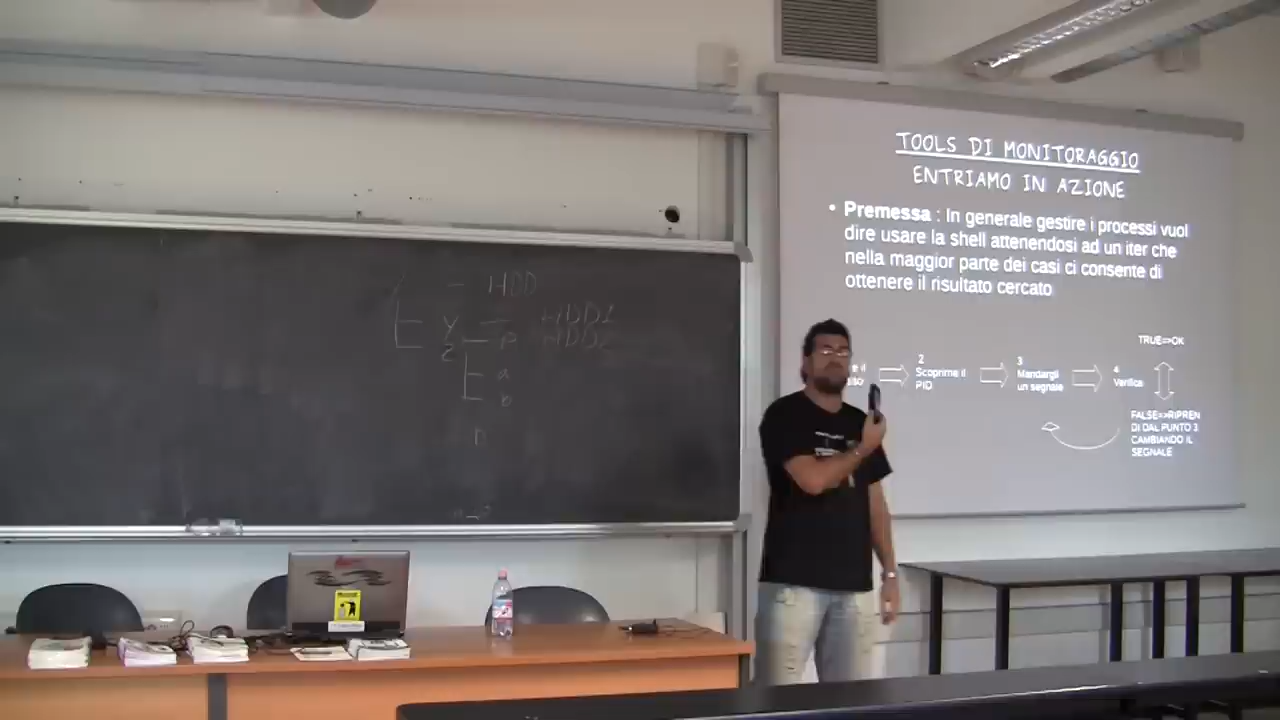 TOOLS DI MONITORAGGIO
ENTRIAMO IN AZIONE
• Premessa : In generale gestire i processi vuol
dire usare la shell attenendosi ad un iter che
nella maggior parte dei casi ci consente di
ottenere il risultato cercato
e il
2
Scoprirne il
PID
3
Mandargli
un segnale
4
Verifica
TRUE=>OK
FALSE=>RIPREN
DI DAL PUNTO 3
CAMBIANDO IL
SEGNALE
- HDD